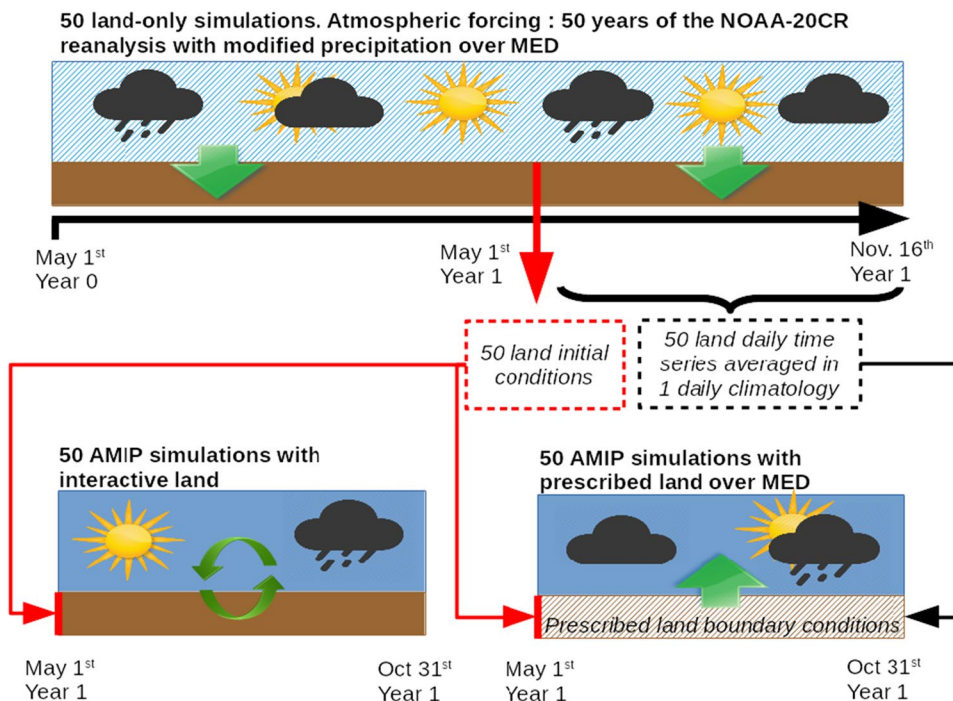 50 land-only simulations. Atmospheric forcing : 50 years of the NOAA-20CR
reanalysis with modified precipitation over MED
May 1st
Year 0
May 1st
Year 1
Nov. 16th
Year 1
50 land initial
conditions
50 land daily time
series averaged in
1 daily climatology
50 AMIP simulations with
interactive land
May 1st
Year 1
Oct 31st
Year 1
50 AMIP simulations with
prescribed land over MED
Prescribed land boundary conditions
May 1st
Year 1
Oct 31st
Year 1